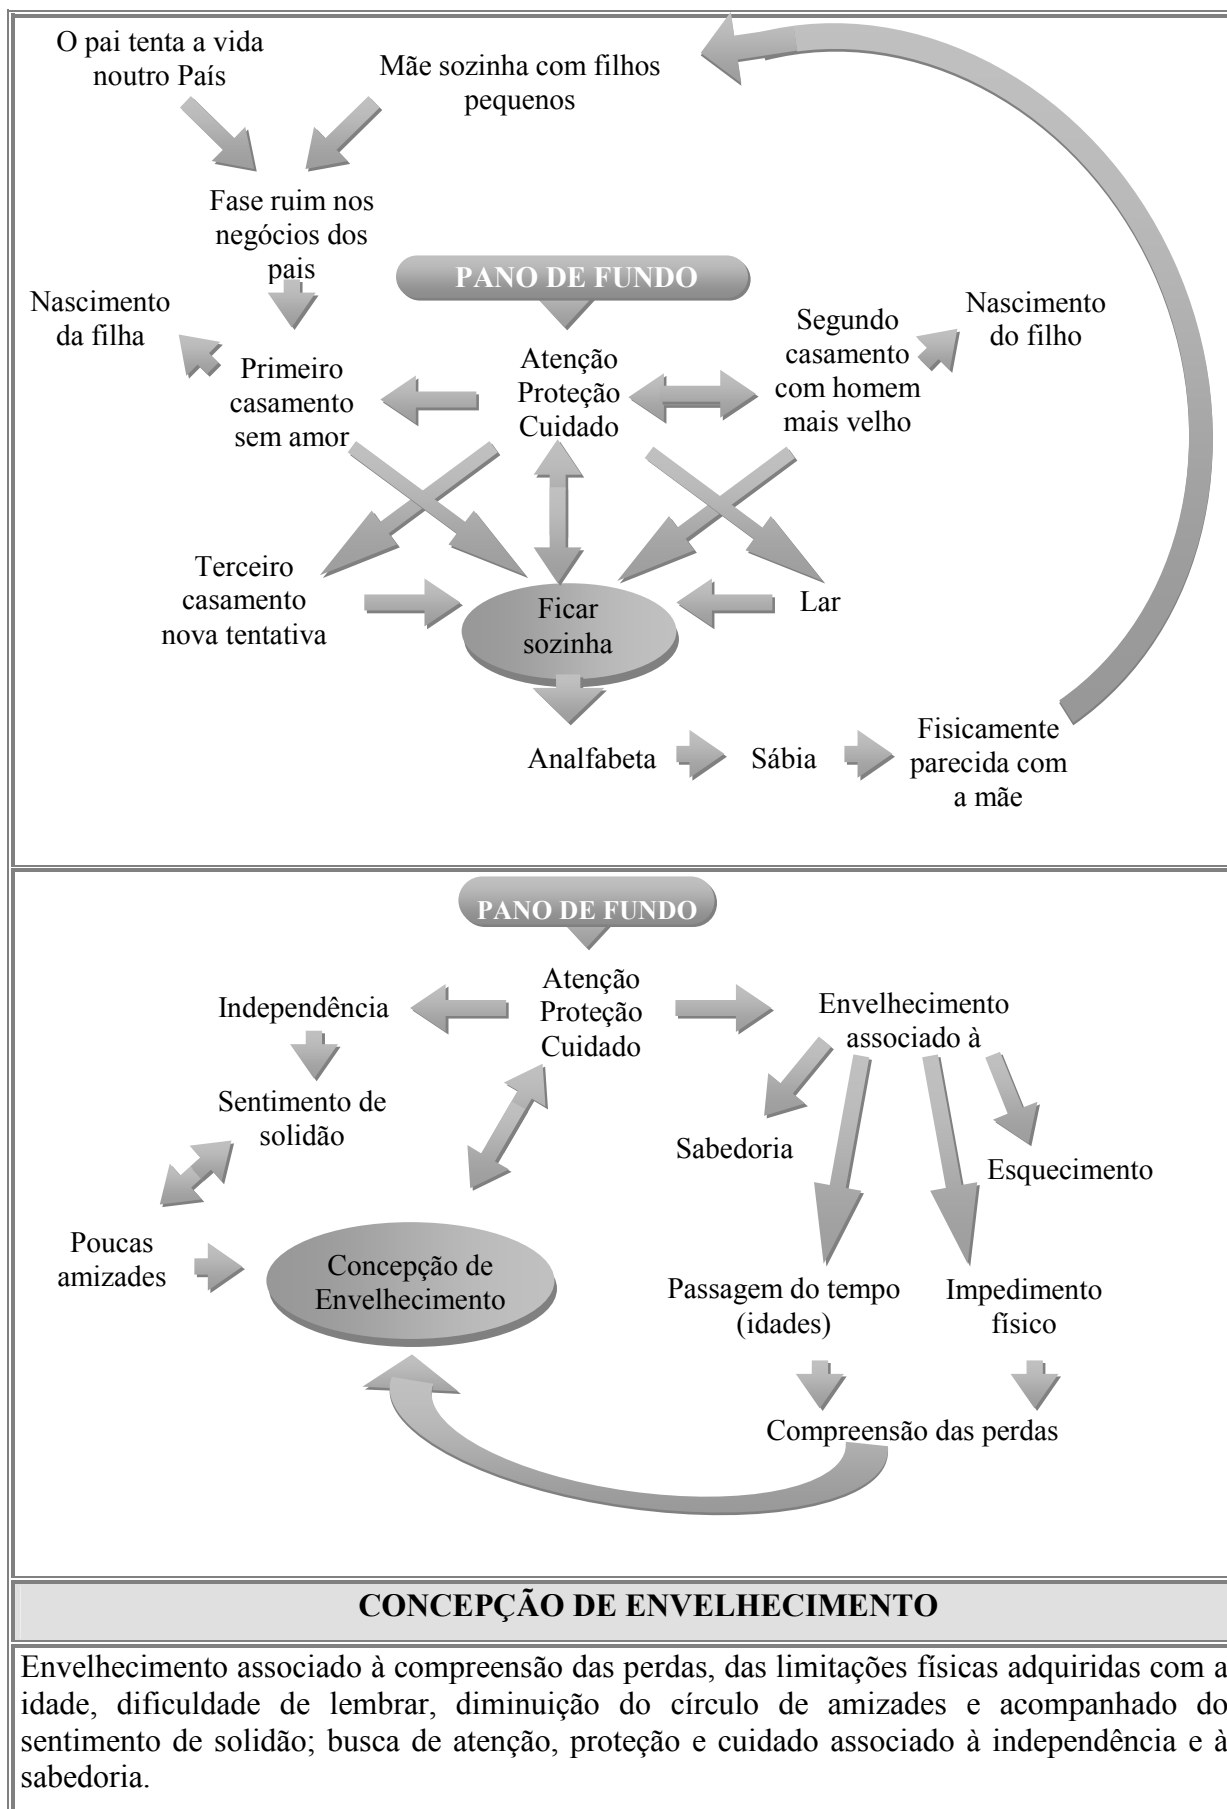 O pai tenta a vida
noutro País
Mãe sozinha com filhos
pequenos
Fase ruim nos
negócios dos
pais
PANO DE FUNDO
Nascimento
da filha
Primeiro
casamento
sem amor
Atenção
Proteção
Cuidado
Segundo
casamento
com homem
mais velho
Nascimento
do filho
Terceiro
casamento
nova tentativa
Ficar
sozinha
Lar
Analfabeta
Sábia
Fisicamente
parecida com
a mãe
PANO DE FUNDO
Atenção
Proteção
Cuidado
Independência
Envelhecimento
associado à
Sentimento de
solidão
Sabedoria
Esquecimento
Poucas
amizades
Concepção de
Envelhecimento
Passagem do tempo
(idades)
Impedimento
físico
Compreensão das perdas
CONCEPÇÃO DE ENVELHECIMENTO
Envelhecimento associado à compreensão das perdas, das limitações físicas adquiridas com a
idade, dificuldade de lembrar, diminuição do círculo de amizades e acompanhado do
sentimento de solidão; busca de atenção, proteção e cuidado associado à independência e à
sabedoria.